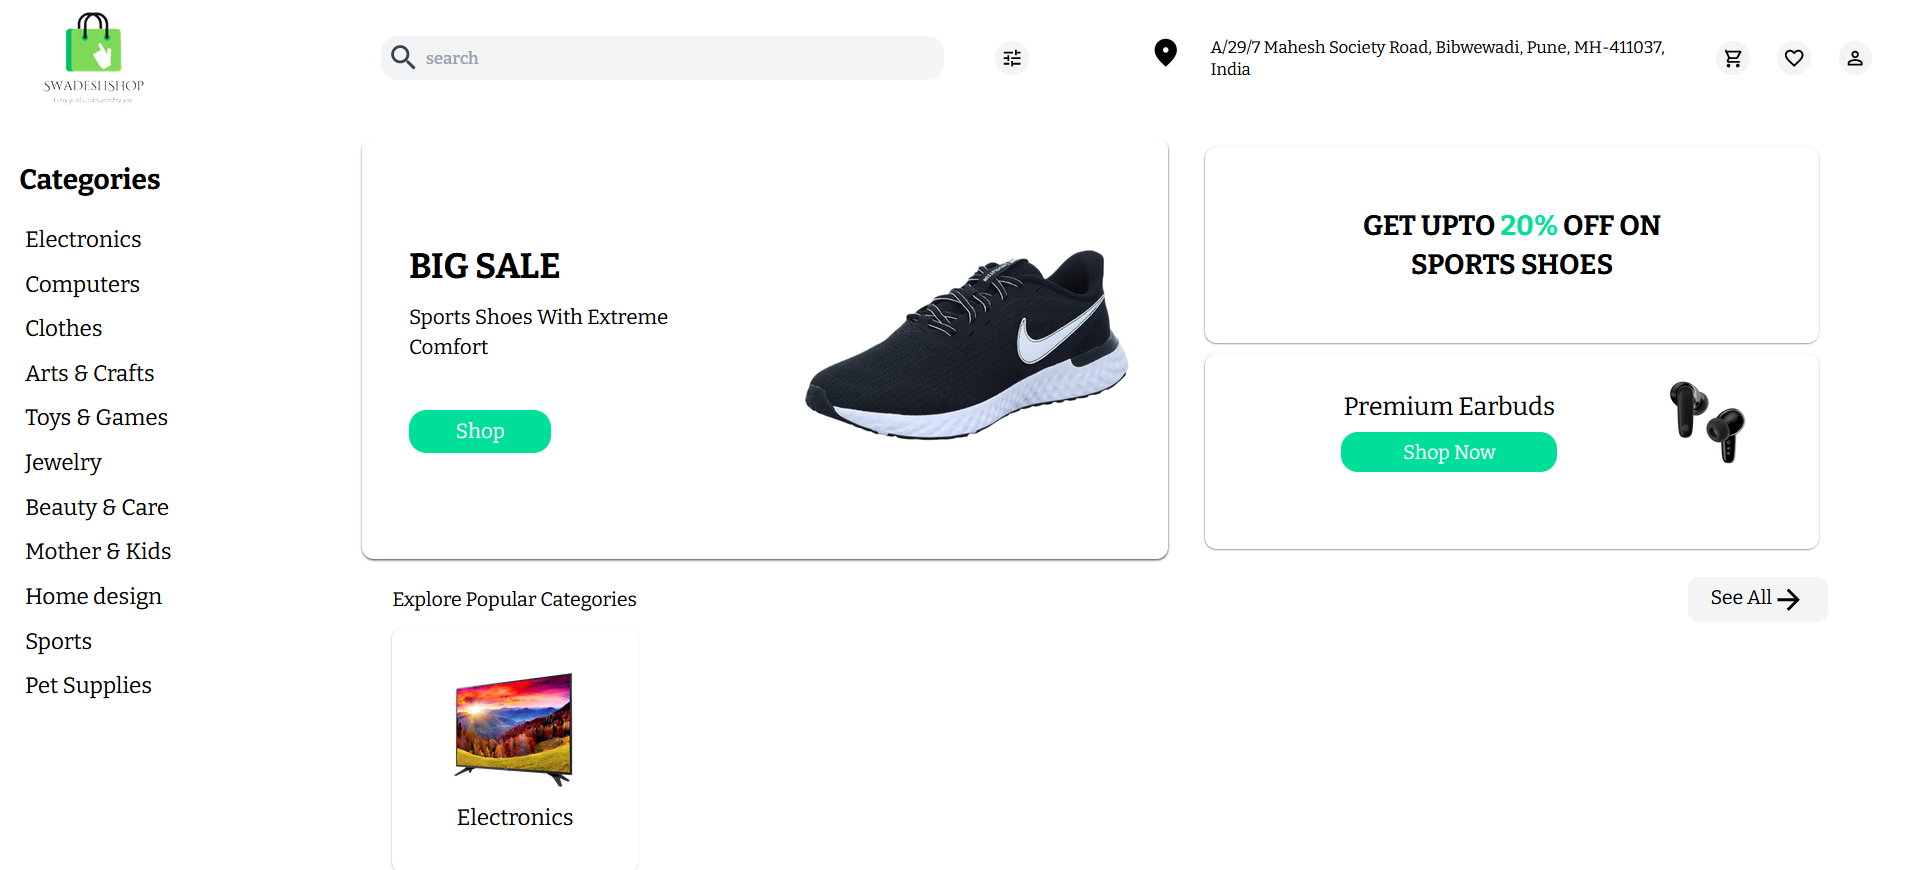 SWADESHSHOP
search
A/29/7 Mahesh Society Road, Bibwewadi, Pune, MH-411037,
India
Categories
Electronics
Computers
Clothes
Arts & Crafts
Toys & Games
Jewelry
Beauty & Care
Mother & Kids
Home design
Sports
Pet Supplies
BIG SALE
Sports Shoes With Extreme
Comfort
Shop
GET UPTO 20% OFF ON
SPORTS SHOES
Premium Earbuds
Shop Now
Explore Popular Categories
See All
Electronics